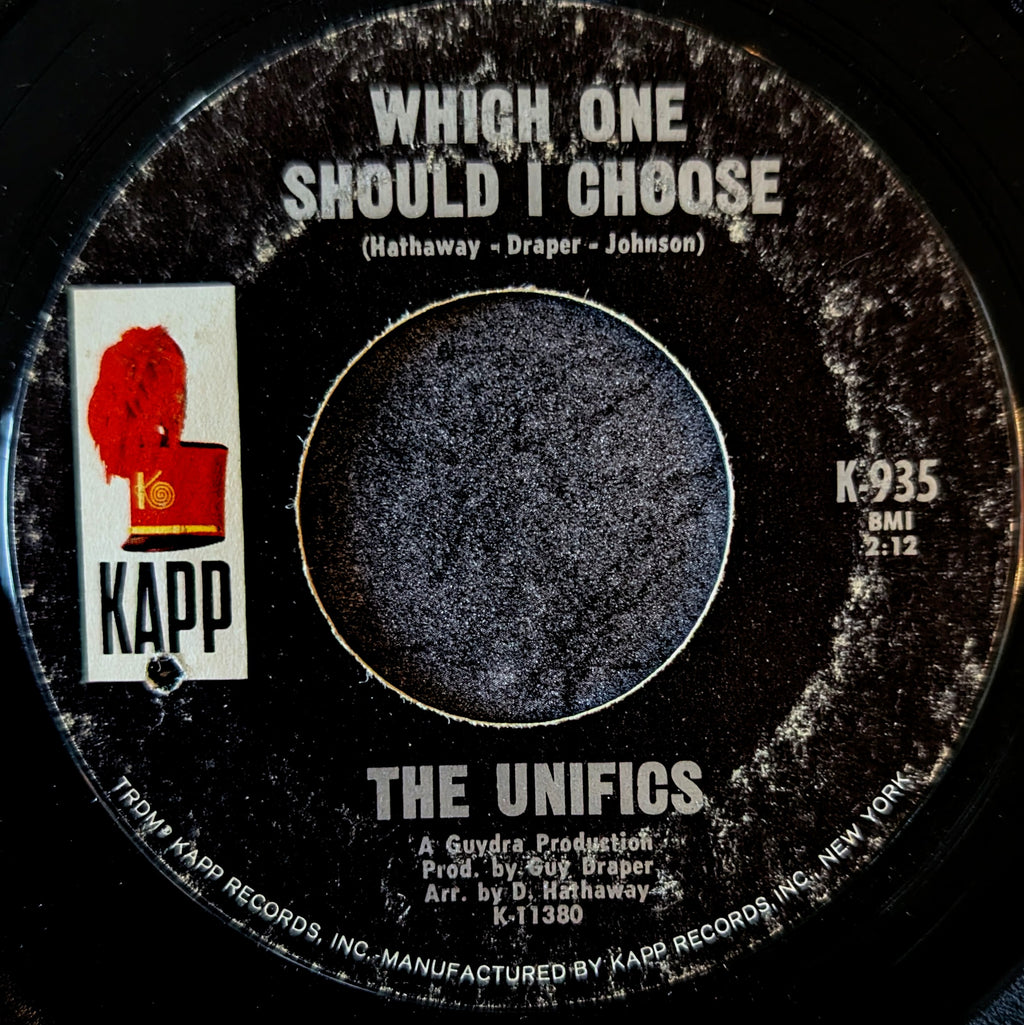 WHICH ONE
SHOULD I CHOOSE
(Hathaway - Draper - Johnson)
K
KAPP
K-935
BMI
2:12
THE UNIFICS
A Guydra Production
Prod. by Guy Draper
Arr. by D. Hathaway
K-11380
TRDM® KAPP RECORDS, INC.-MANUFACTURED BY KAPP RECORDS, INC., NEW YORK